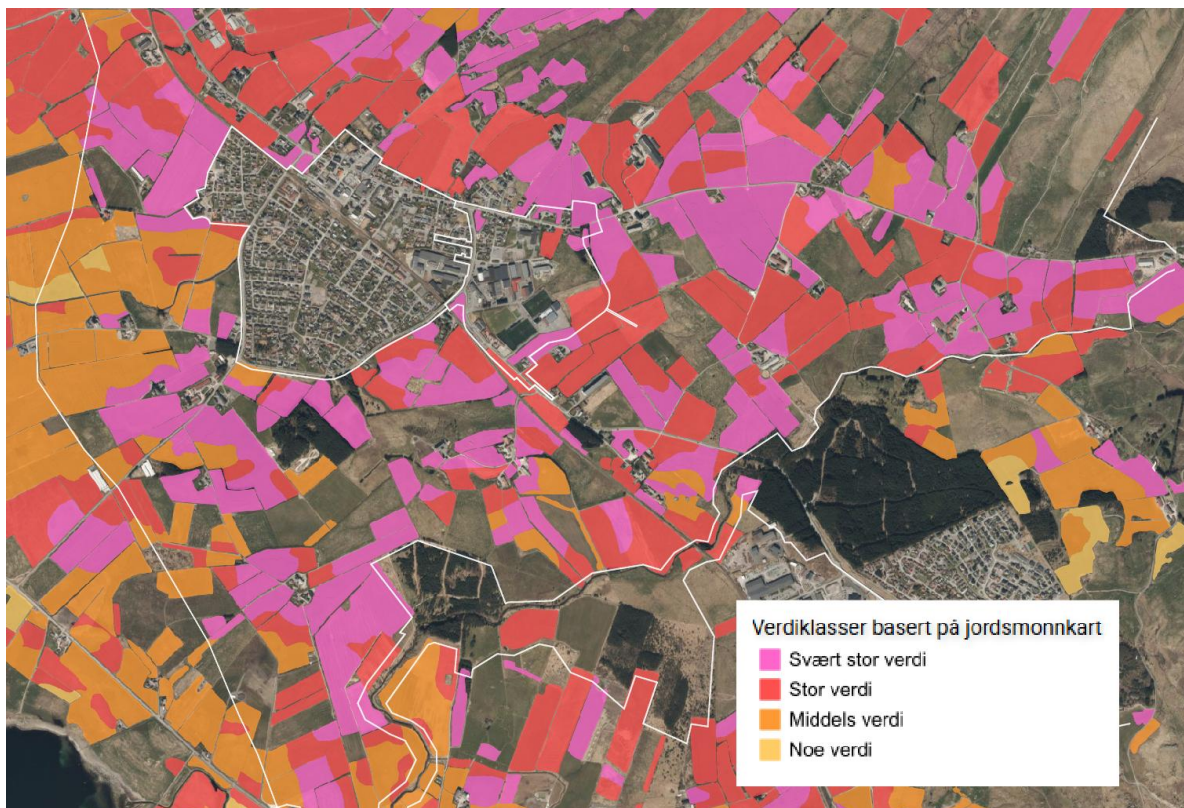 Verdiklasser basert på jordsmonnkart
Svært stor verdi
Stor verdi
Middels verdi
Noe verdi